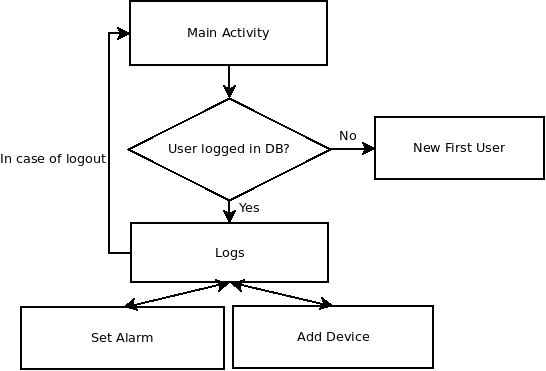 Main Activity
User logged in DB?
No
New First User
In case of logout
Yes
Logs
Set Alarm
Add Device